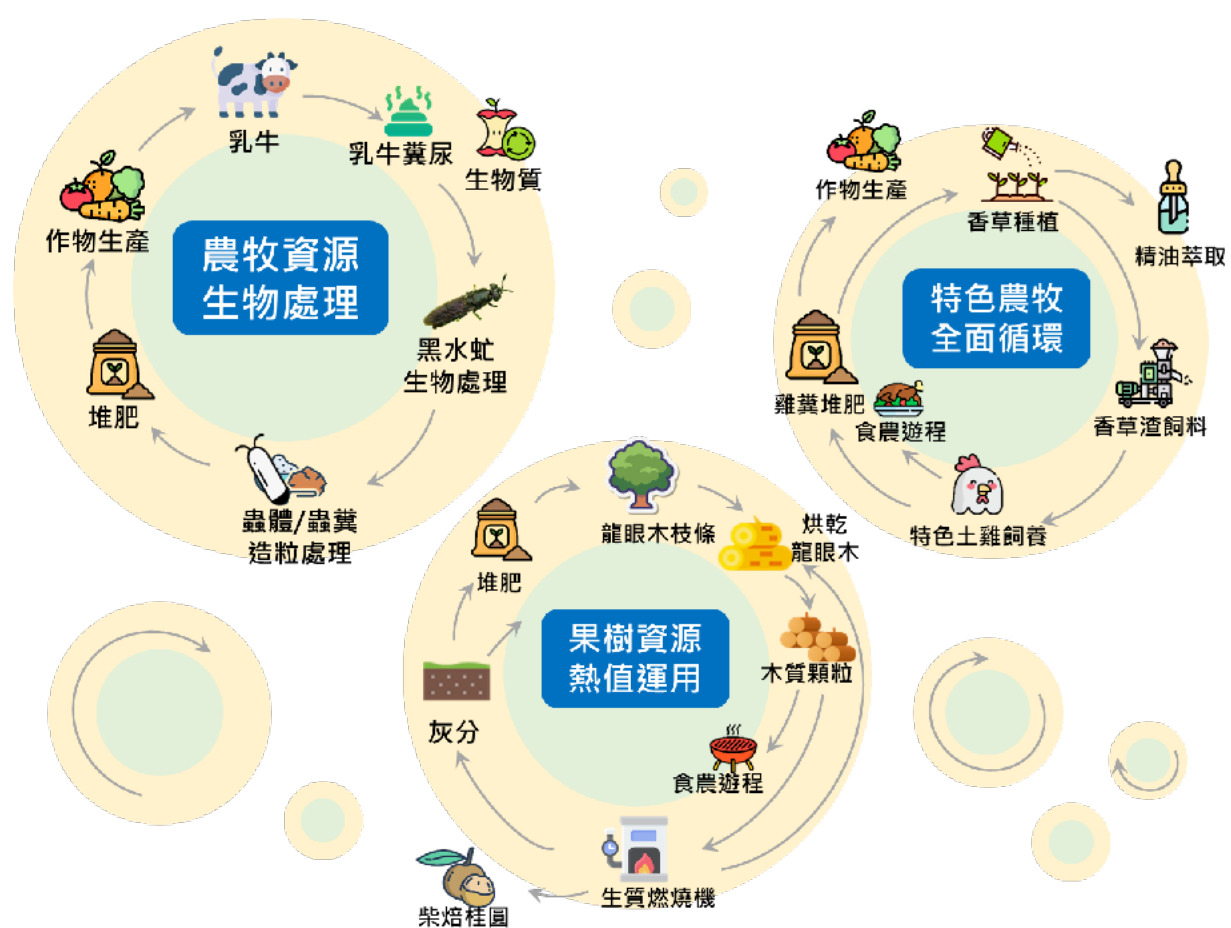 乳牛
乳牛糞尿
生物質
作物生產
農牧資源
生物處理
黑水虻
生物處理
堆肥
蟲體/蟲糞
造粒處理
作物生產
香草種植
精油萃取
特色農牧
全面循環
雞糞堆肥
食農遊程
香草渣飼料
特色土雞飼養
龍眼木枝條
烘乾
龍眼木
堆肥
果樹資源
熱值運用
木質顆粒
灰分
食農遊程
生質燃燒機
柴焙桂圓